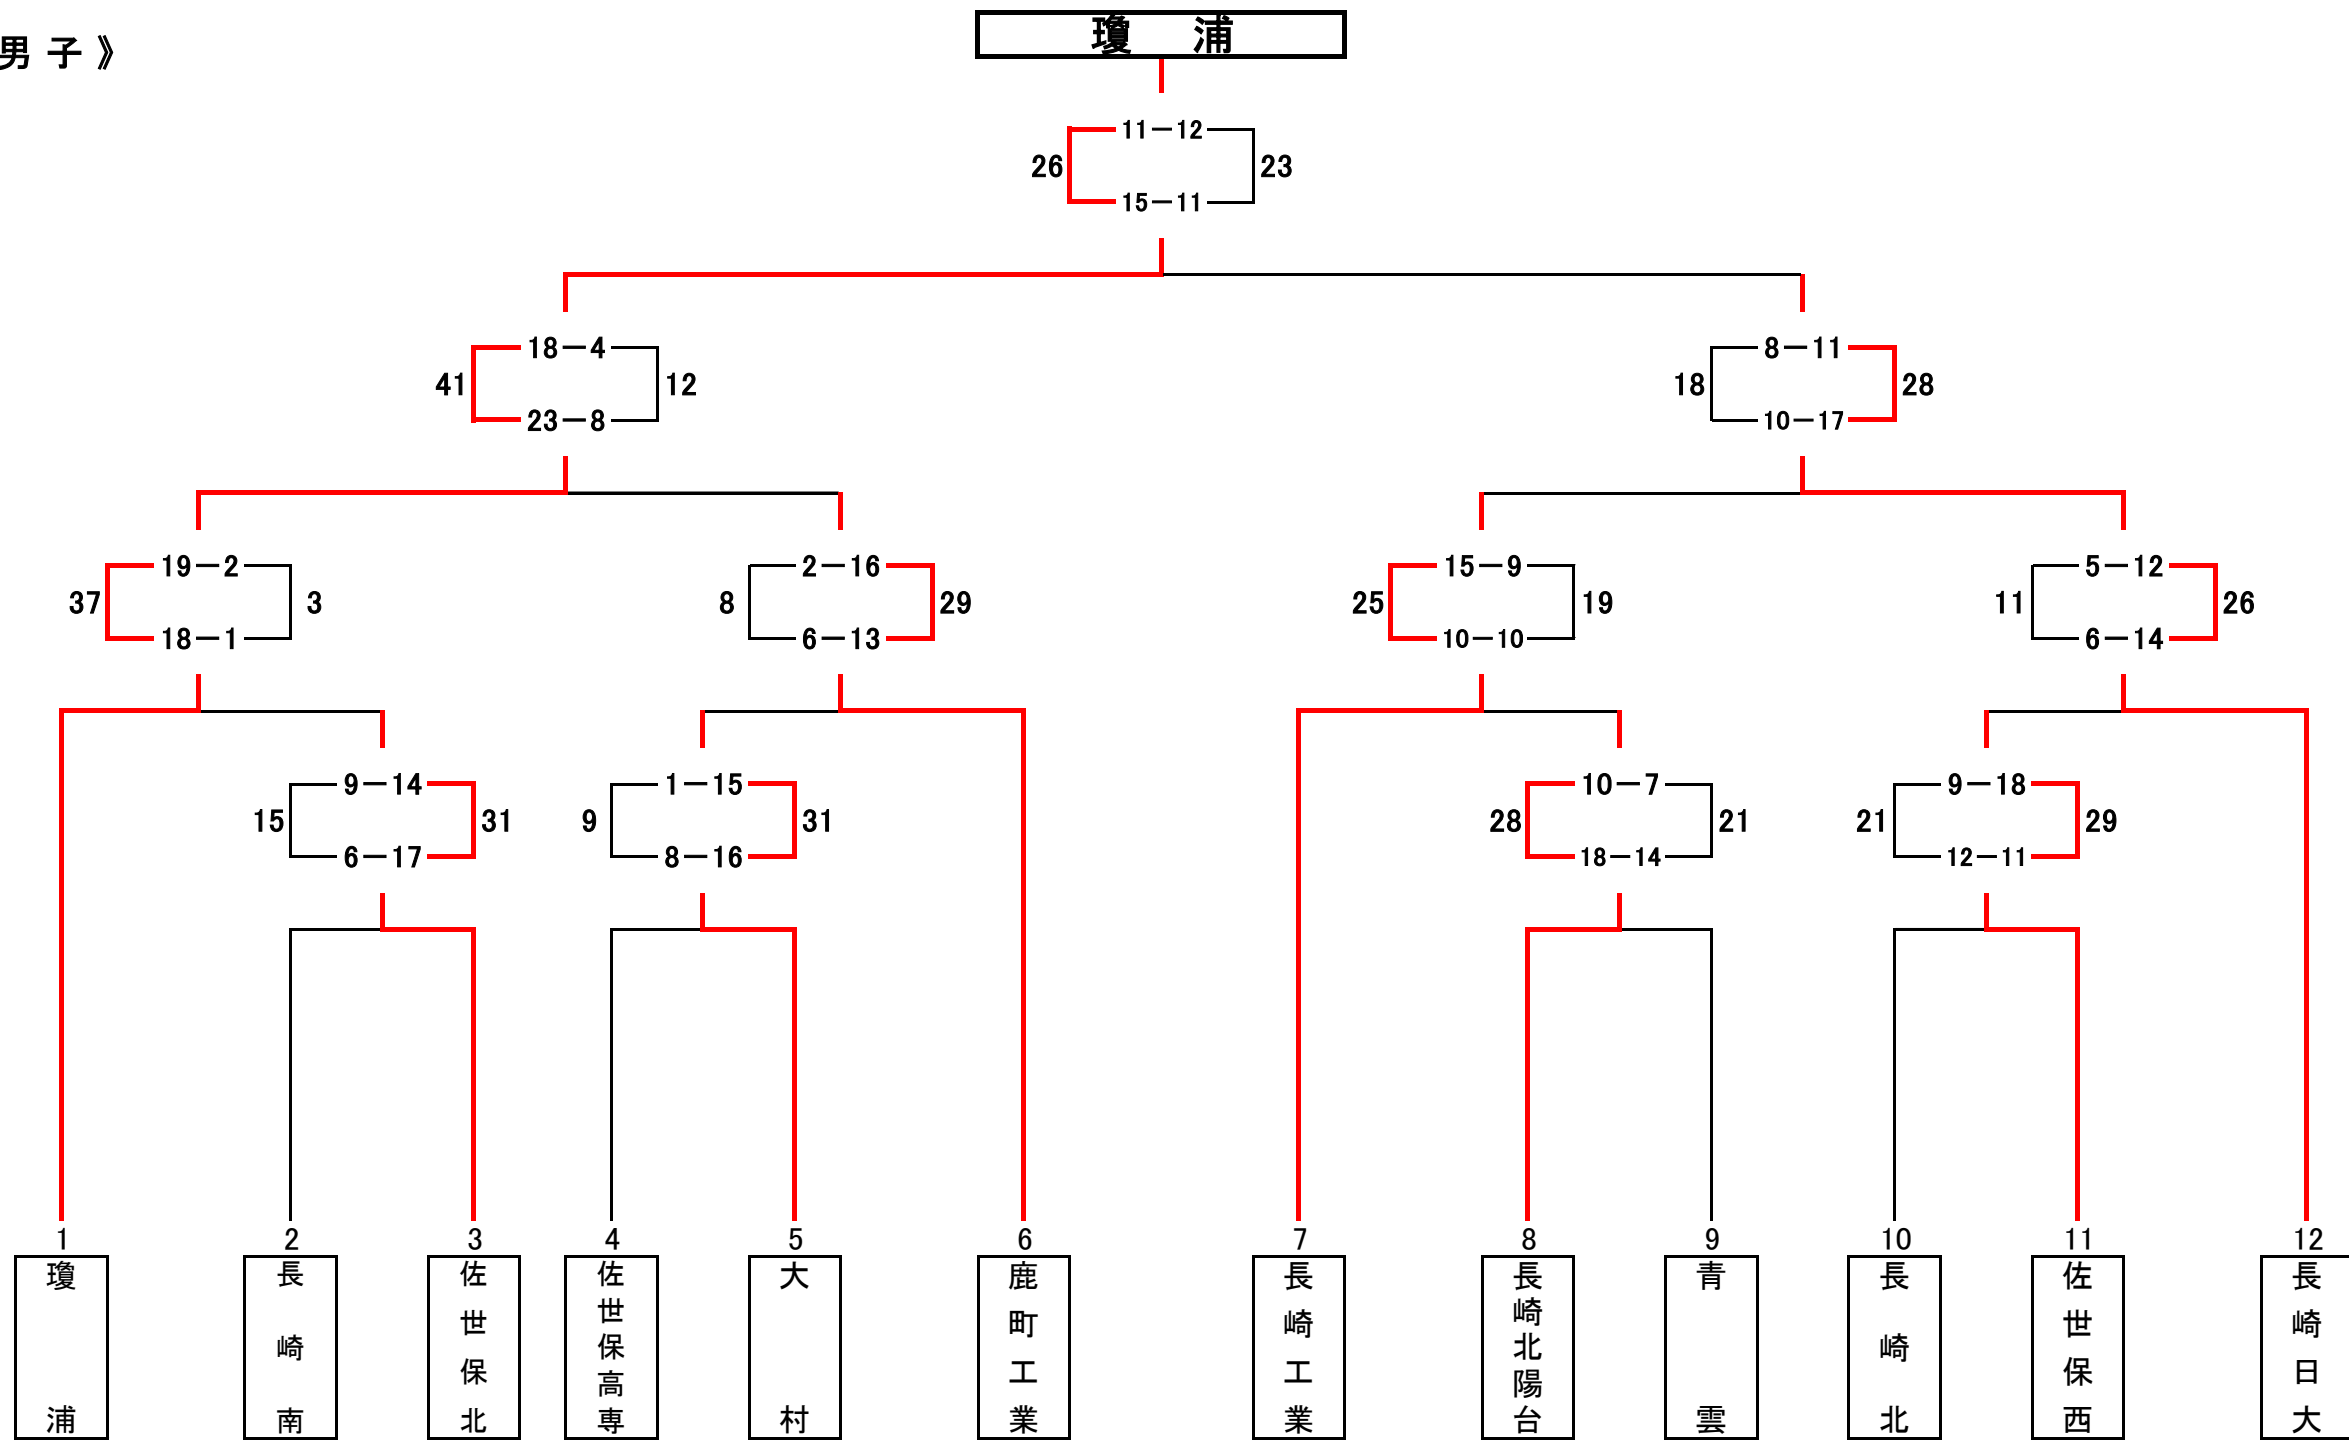 瓊　浦
男 子 》
11－12
26 23
15－11
18－4 8－11
41 12 18 28
23－8 10－17
19－2 2－16 15－9 5－12
37 3 8 29 25 19 11 26
18－1 6－13 10－10 6－14
9－14 1－15 10－7 9－18
15 31 9 31 28 21 21 29
6－17 8－16 18－14 12－11
1 2 3 4 5 6 7 8 9 10 11 12
瓊浦
長崎南
佐世保北
佐世保高専
大村
鹿町工業
長崎工業
長崎北陽台
青雲
長崎北
佐世保西
長崎日大